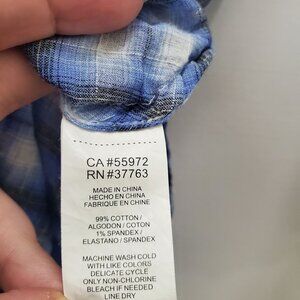 CA #55972
RN #37763
MADE IN CHINA
HECHO EN CHINA
FABRIQUE EN CHINE
99% COTTON/
ALGODON / COTON
1% SPANDEX/
ELASTANO / SPANDEX
MACHINE WASH COLD
WITH LIKE COLORS
DELICATE CYCLE
ONLY NON-CHLORINE
BLEACH IF NEEDED
LINE DRY